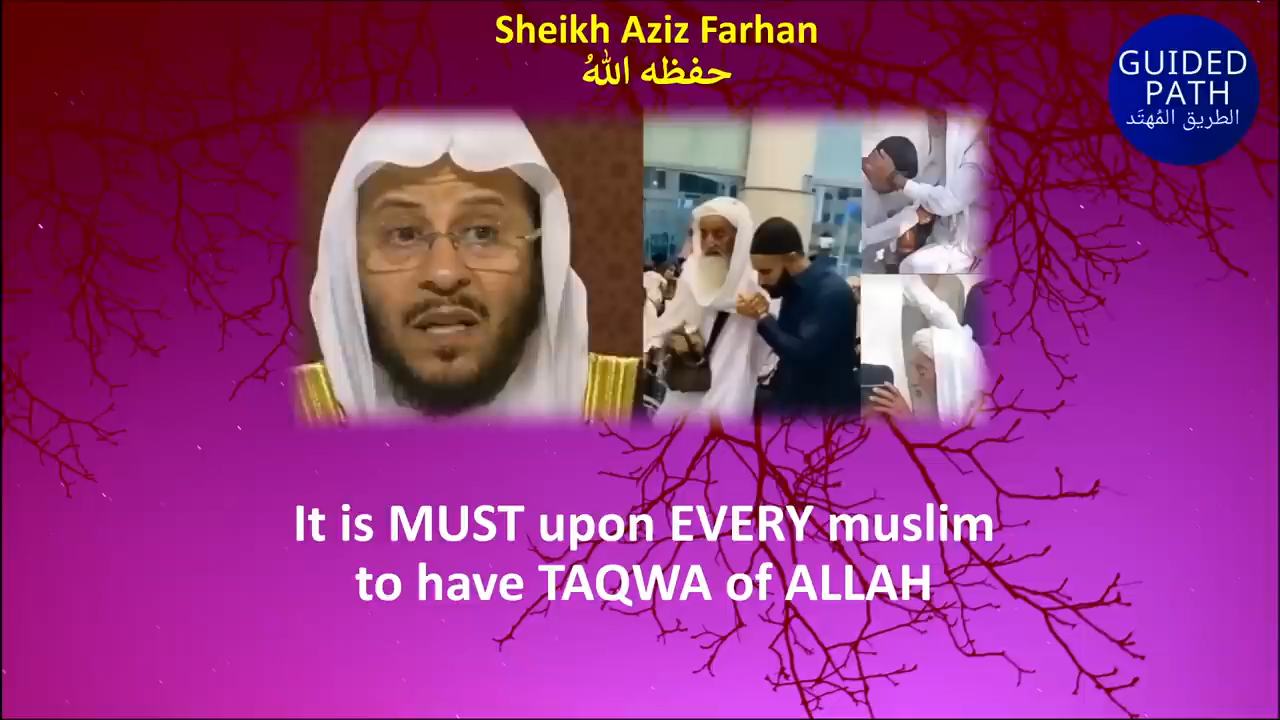 Sheikh Aziz Farhan
حفظه اللهُ
GUIDED
PATH
الطريق المُهتَد
It is MUST upon EVERY muslim
to have TAQWA of ALLAH